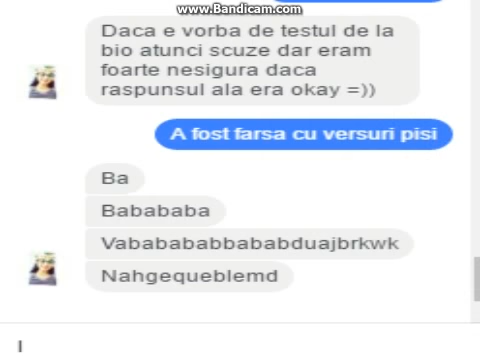 www.Bandicam.com
Daca e vorba de testul de la
bio atunci scuze dar eram
foarte nesigura daca
raspunsul ala era okay =))
A fost farsa cu versuri pisi
Ba
Babababa
Vababababbababduajbrkwk
Nahgequeblemd